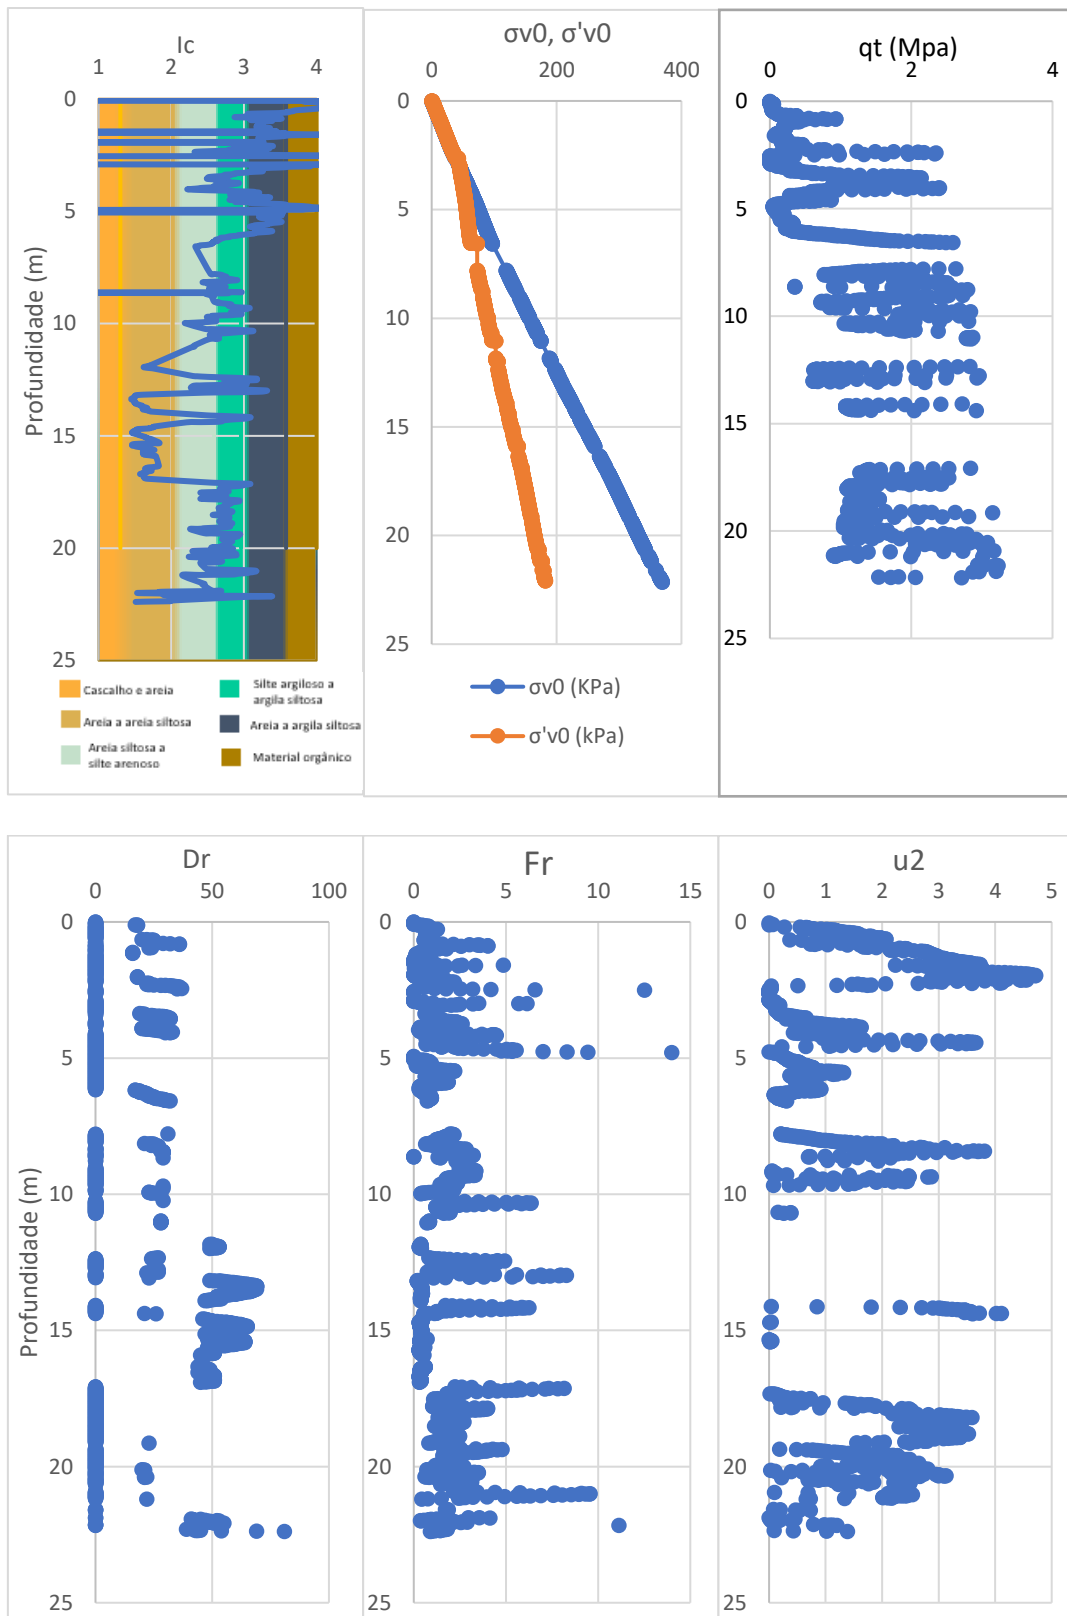 Ic
1 2 3 4
0
5
10
15
20
25
Profundidade (m)
Cascalho e areia
Silte argiloso a
argila siltosa
Areia a areia siltosa
Areia a argila siltosa
Areia siltosa a
silte arenoso
Material orgânico
σv0, σ'v0
0 200 400
0
5
10
15
20
25
σv0 (KPa)
σ'v0 (kPa)
qt (Mpa)
0 2 4
0
5
10
15
20
25
Dr
0 50 100
0
5
10
15
20
25
Profundidade (m)
Fr
0 5 10 15
0
5
10
15
20
25
u2
0 1 2 3 4 5
0
5
10
15
20
25